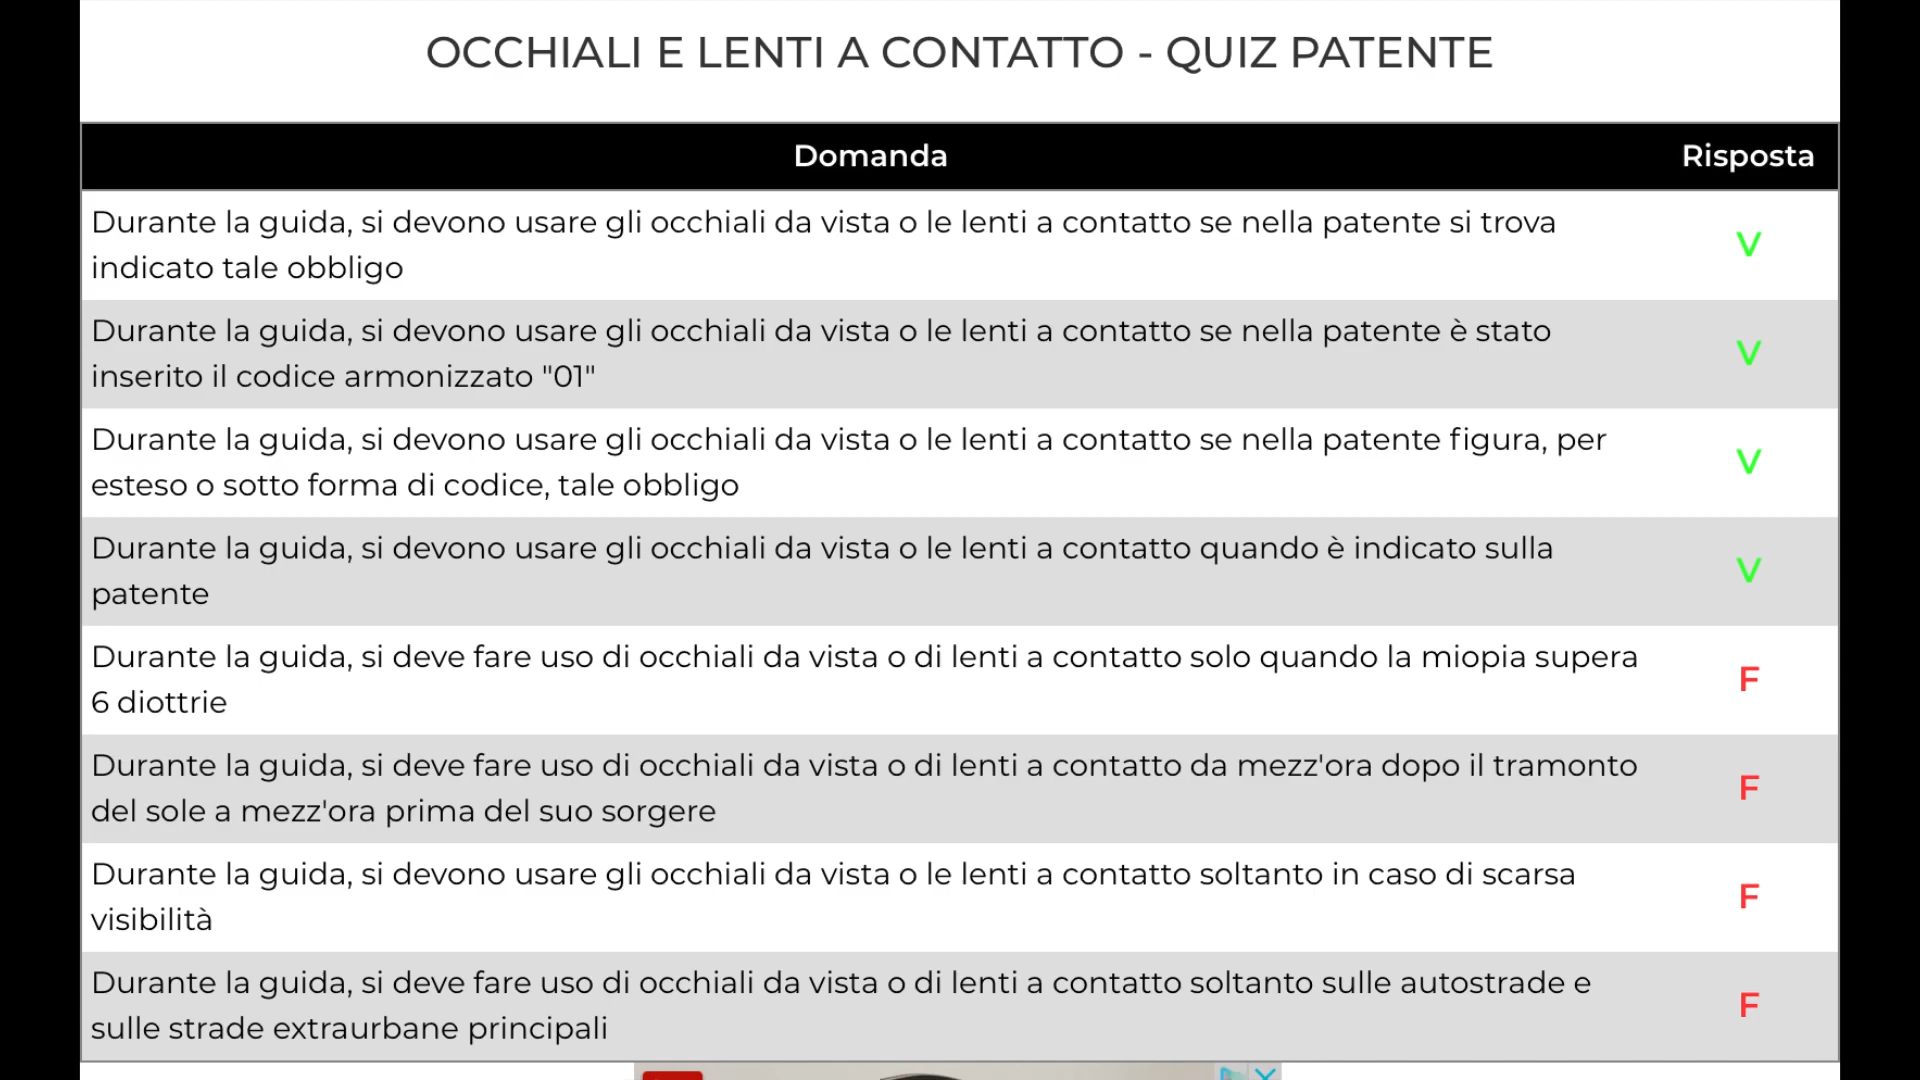 OCCHIALI E LENTI A CONTATTO - QUIZ PATENTE
Domanda Risposta
Durante la guida, si devono usare gli occhiali da vista o le lenti a contatto se nella patente si trova
indicato tale obbligo
V
Durante la guida, si devono usare gli occhiali da vista o le lenti a contatto se nella patente è stato
inserito il codice armonizzato "01"
V
Durante la guida, si devono usare gli occhiali da vista o le lenti a contatto se nella patente figura, per
esteso o sotto forma di codice, tale obbligo
V
Durante la guida, si devono usare gli occhiali da vista o le lenti a contatto quando è indicato sulla
patente
V
Durante la guida, si deve fare uso di occhiali da vista o di lenti a contatto solo quando la miopia supera
6 diottrie
F
Durante la guida, si deve fare uso di occhiali da vista o di lenti a contatto da mezz'ora dopo il tramonto
del sole a mezz'ora prima del suo sorgere
F
Durante la guida, si devono usare gli occhiali da vista o le lenti a contatto soltanto in caso di scarsa
visibilità
F
Durante la guida, si deve fare uso di occhiali da vista o di lenti a contatto soltanto sulle autostrade e
sulle strade extraurbane principali
F